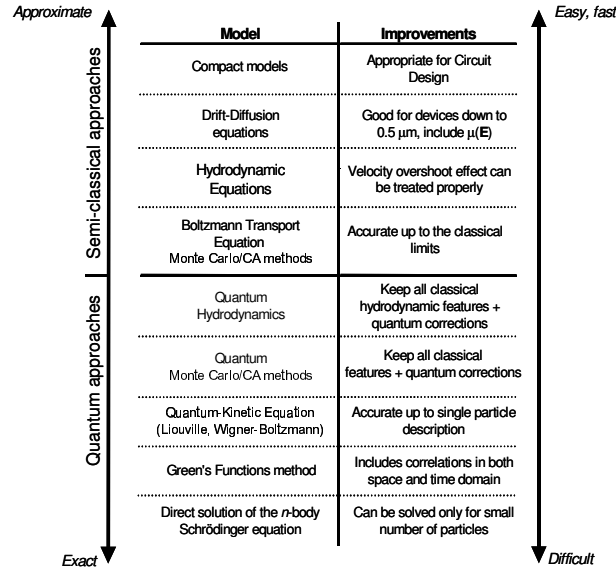 Approximate
Easy, fast
Model
Improvements
Semi-classical approaches
Compact models
Appropriate for Circuit
Design
Drift-Diffusion
equations
Good for devices down to
0.5 μm, include μ(E)
Hydrodynamic
Equations
Velocity overshoot effect can
be treated properly
Boltzmann Transport
Equation
Monte Carlo/CA methods
Accurate up to the classical
limits
Quantum approaches
Quantum
Hydrodynamics
Keep all classical
hydrodynamic features +
quantum corrections
Quantum
Monte Carlo/CA methods
Keep all classical
features + quantum corrections
Quantum-Kinetic Equation
(Liouville, Wigner-Boltzmann)
Accurate up to single particle
description
Green's Functions method
Includes correlations in both
space and time domain
Direct solution of the n-body
Schrödinger equation
Can be solved only for small
number of particles
Exact
Difficult